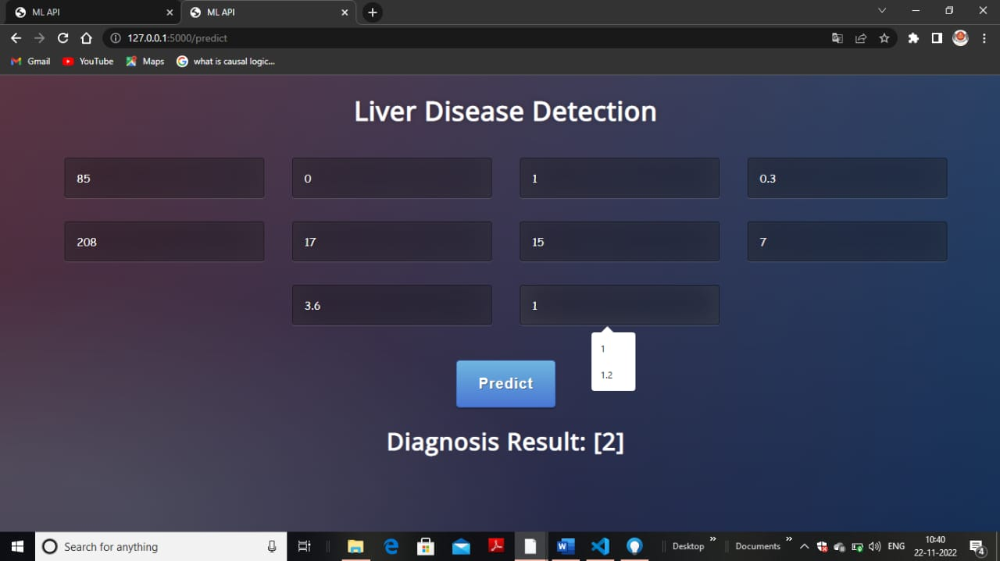 ML API
ML API
127.0.0.1:5000/predict
Gmail YouTube Maps what is causal logic...
Liver Disease Detection
85 0 1 0.3
208 17 15 7
3.6 1
1
1.2
Predict
Diagnosis Result: [2]
Search for anything
Desktop » Documents » ENG
10:40
22-11-2022
4